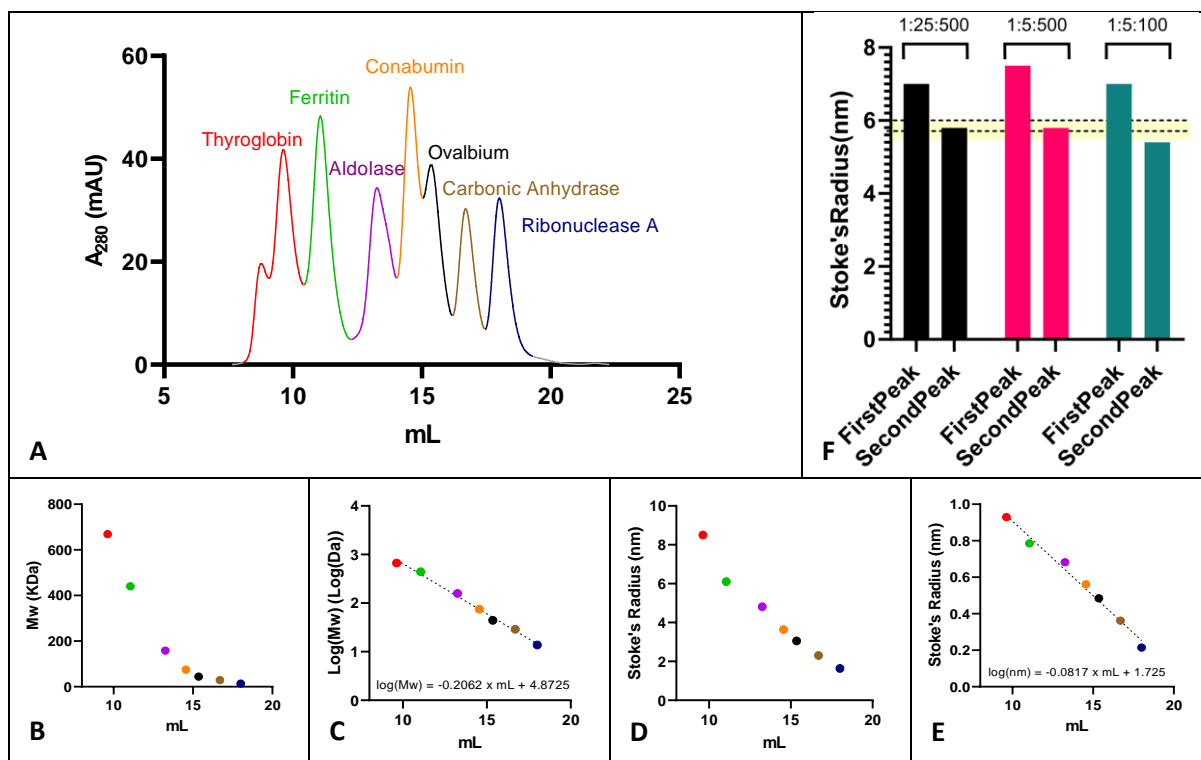 60
40
20
0
A280 (mAU)
Thyroglobin
Ferritin
Aldolase
Conabumin
Ovalbium
Carbonic Anhydrase
Ribonuclease A
5 10 15 20 25
mL
A
1:25:500 1:5:500 1:5:100
8
6
4
2
0
Stoke'sRadius(nm)
FirstPeak
SecondPeak
FirstPeak
SecondPeak
FirstPeak
SecondPeak
F
800
600
400
200
0
Mw (KDa)
10 15 20
mL
B
4
3
2
1
0
Log(Mw) (Log(Da))
log(Mw) = -0.2062 x mL + 4.8725
10 15 20
mL
C
10
8
6
4
2
0
Stoke's Radius (nm)
10 15 20
mL
D
1.0
0.8
0.6
0.4
0.2
0.0
Stoke's Radius (nm)
log(nm) = -0.0817 x mL + 1.725
10 15 20
mL
E